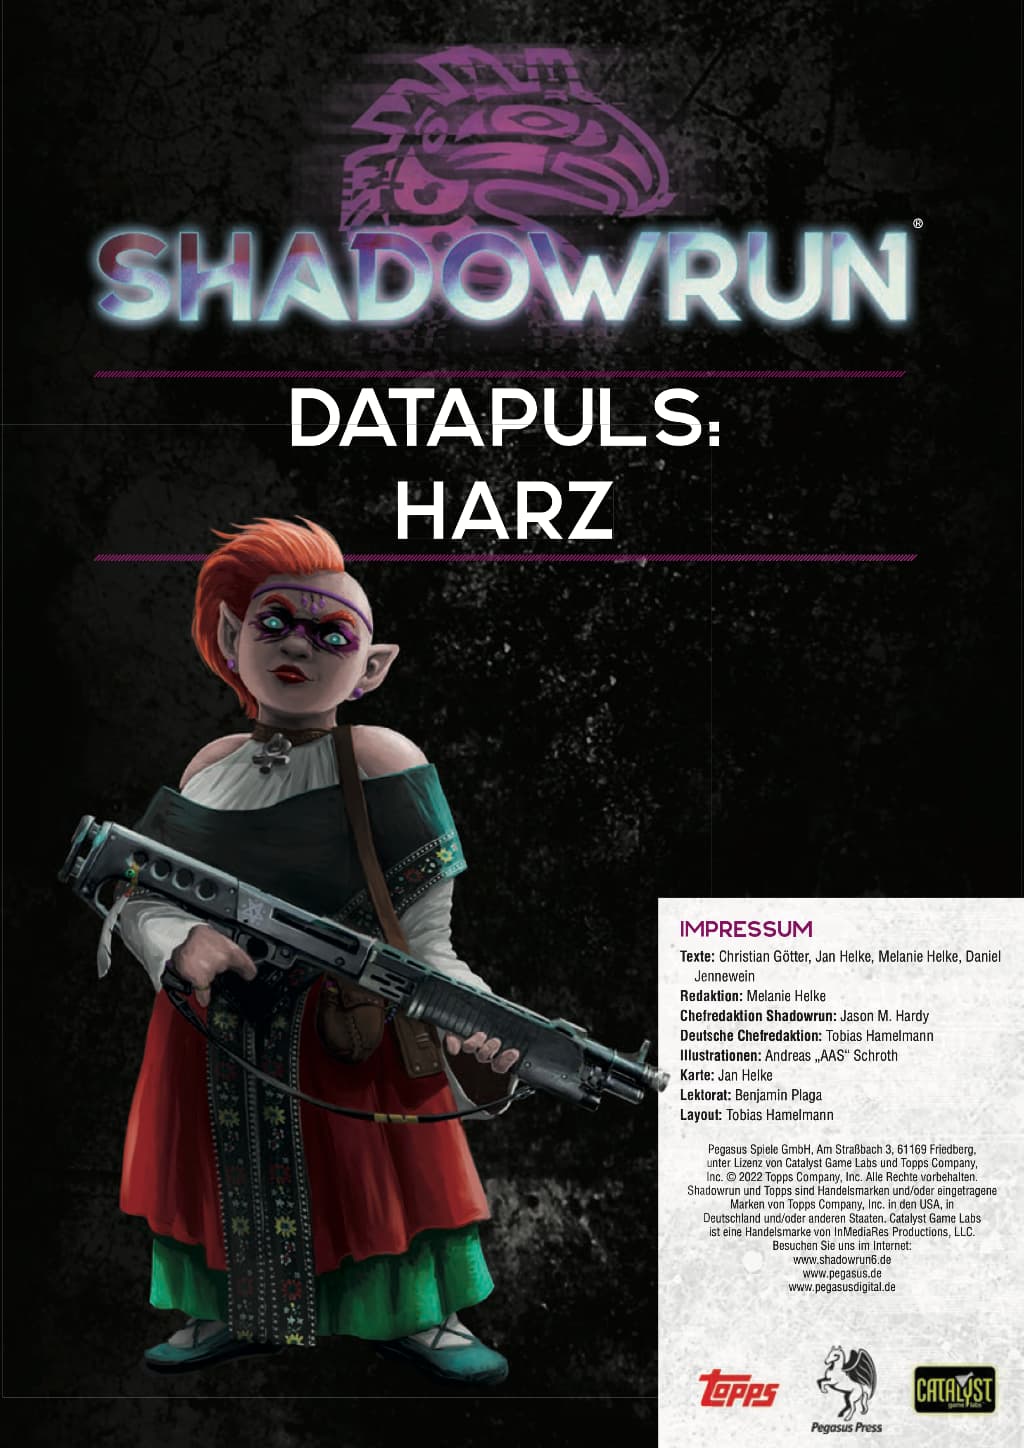 SHADOWRUN®
DATAPULS:
HARZ
IMPRESSUM
Texte: Christian Götter, Jan Helke, Melanie Helke, Daniel
Jennewein
Redaktion: Melanie Helke
Chefredaktion Shadowrun: Jason M. Hardy
Deutsche Chefredaktion: Tobias Hamelmann
Illustrationen: Andreas „AAS“ Schroth
Karte: Jan Helke
Lektorat: Benjamin Plaga
Layout: Tobias Hamelmann
Pegasus Spiele GmbH, Am Straßbach 3, 61169 Friedberg,
unter Lizenz von Catalyst Game Labs und Topps Company,
Inc. © 2022 Topps Company, Inc. Alle Rechte vorbehalten.
Shadowrun und Topps sind Handelsmarken und/oder eingetragene
Marken von Topps Company, Inc. in den USA, in
Deutschland und/oder anderen Staaten. Catalyst Game Labs
ist eine Handelsmarke von InMediaRes Productions, LLC.
Besuchen Sie uns im Internet:
www.shadowrun6.de
www.pegasus.de
www.pegasusdigital.de
topps
Pegasus Press
CATALYST
game labs